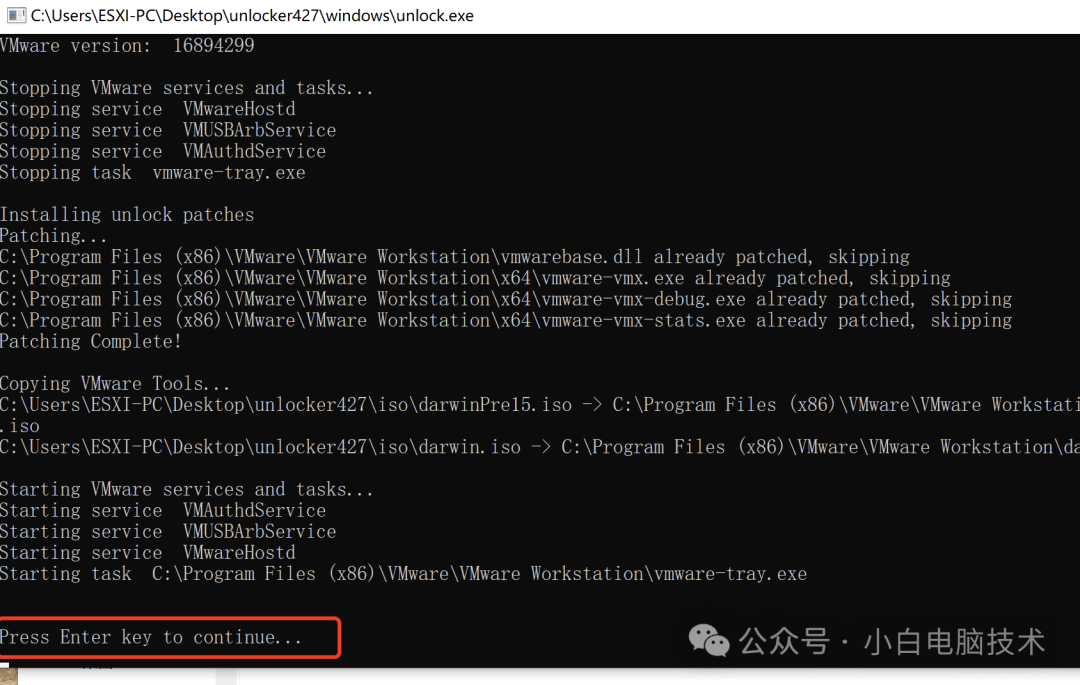 C:\Users\ESXI-PC\Desktop\unlocker427\windows\unlock.exe
VMware version:  16894299
Stopping VMware services and tasks...
Stopping service  VMwareHostd
Stopping service  VMUSBArbService
Stopping service  VMAuthdService
Stopping task  vmware-tray.exe
Installing unlock patches
Patching...
C:\Program Files (x86)\VMware\VMware Workstation\vmwarebase.dll already patched, skipping
C:\Program Files (x86)\VMware\VMware Workstation\x64\vmware-vmx.exe already patched, skipping
C:\Program Files (x86)\VMware\VMware Workstation\x64\vmware-vmx-debug.exe already patched, skipping
C:\Program Files (x86)\VMware\VMware Workstation\x64\vmware-vmx-stats.exe already patched, skipping
Patching Complete!
Copying VMware Tools...
C:\Users\ESXI-PC\Desktop\unlocker427\iso\darwinPre15.iso -> C:\Program Files (x86)\VMware\VMware Workstati
.iso
C:\Users\ESXI-PC\Desktop\unlocker427\iso\darwin.iso -> C:\Program Files (x86)\VMware\VMware Workstation\da
Starting VMware services and tasks...
Starting service  VMAuthdService
Starting service  VMUSBArbService
Starting service  VMwareHostd
Starting task  C:\Program Files (x86)\VMware\VMware Workstation\vmware-tray.exe
Press Enter key to continue...
公众号 · 小白电脑技术